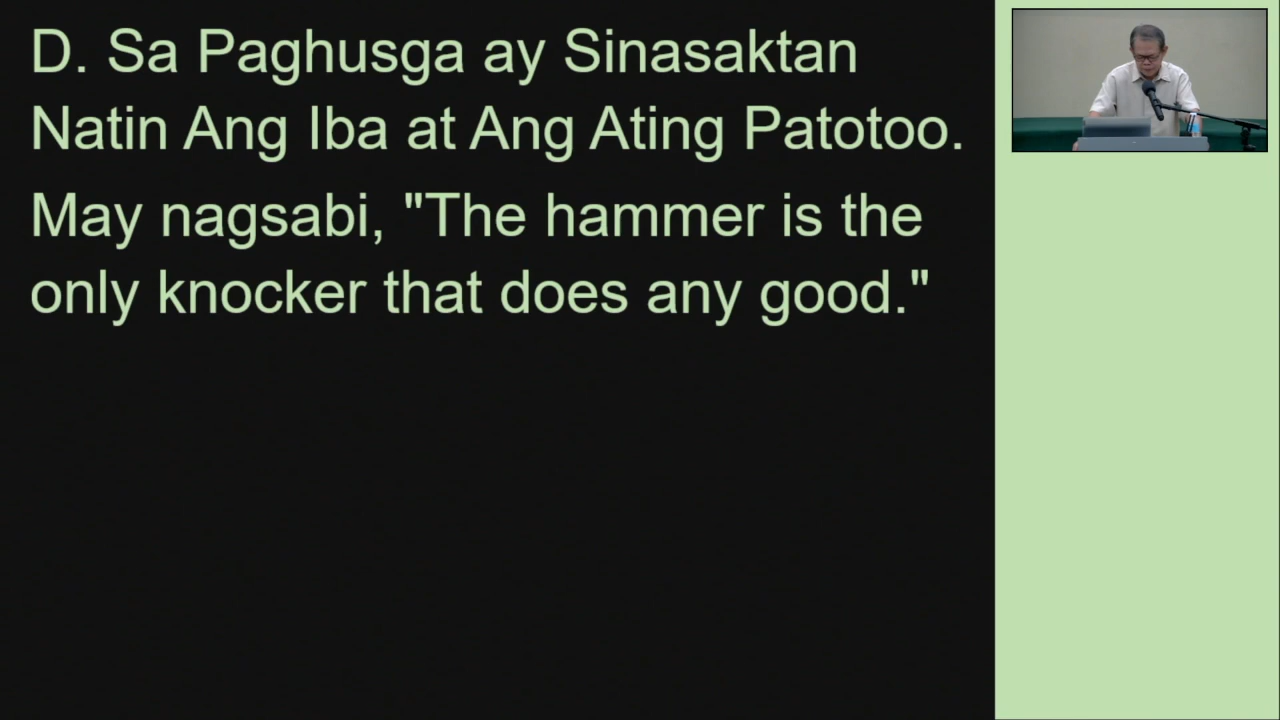 D. Sa Paghusga ay Sinasaktan
Natin Ang Iba at Ang Ating Patotoo.
May nagsabi, "The hammer is the
only knocker that does any good."